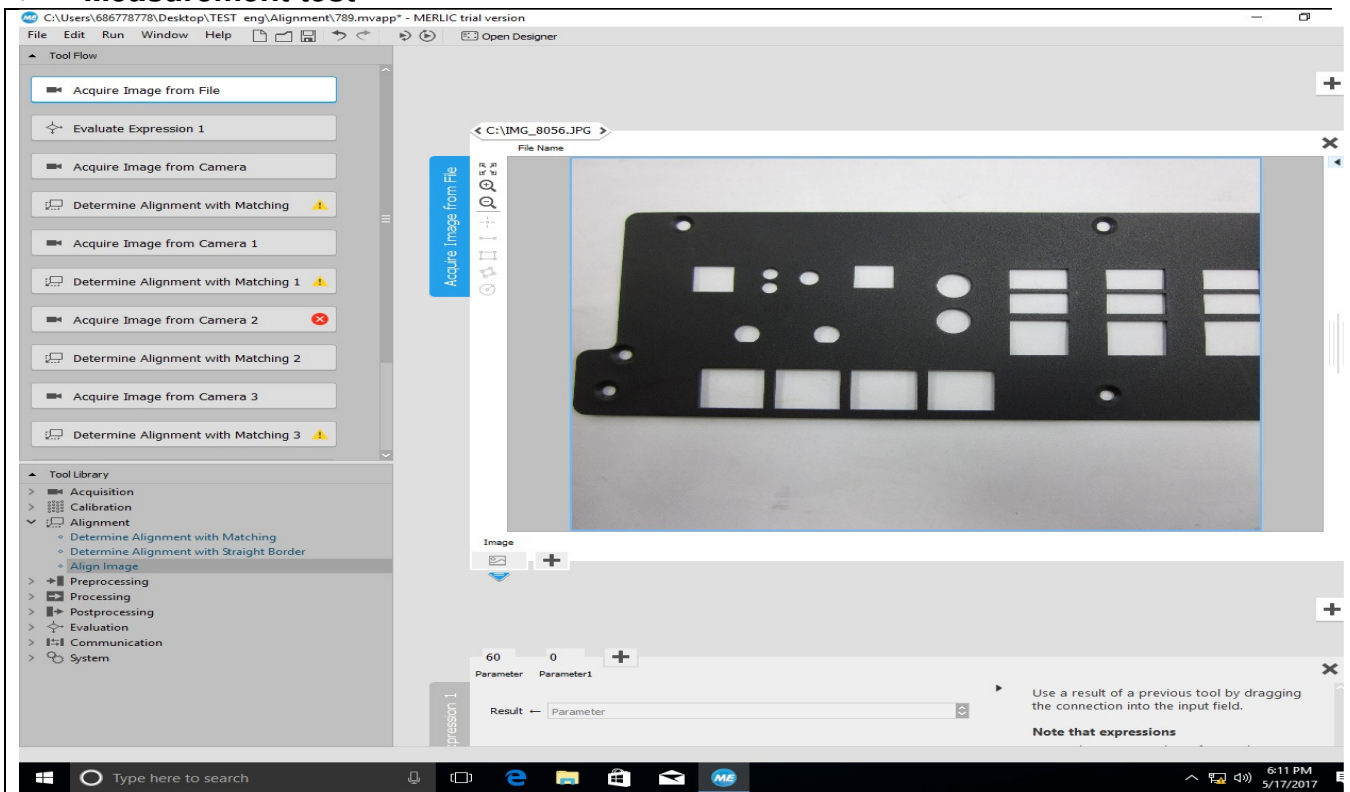 Measurement test
C:\Users\686778778\Desktop\TEST eng\Alignment\789.mvapp* - MERLIC trial version
File Edit Run Window Help Open Designer
Tool Flow
Acquire Image from File
Evaluate Expression 1
Acquire Image from Camera
Determine Alignment with Matching
Acquire Image from Camera 1
Determine Alignment with Matching 1
Acquire Image from Camera 2
Determine Alignment with Matching 2
Acquire Image from Camera 3
Determine Alignment with Matching 3
Tool Library
Acquisition
Calibration
Alignment
Determine Alignment with Matching
Determine Alignment with Straight Border
Align Image
Preprocessing
Processing
Postprocessing
Evaluation
Communication
System
C:\IMG_8056.JPG
File Name
Acquire Image from File
Image
60 0
Parameter Parameter1
Result ← Parameter
Use a result of a previous tool by dragging
the connection into the input field.
Note that expressions
ME
Type here to search
6:11 PM
5/17/2017